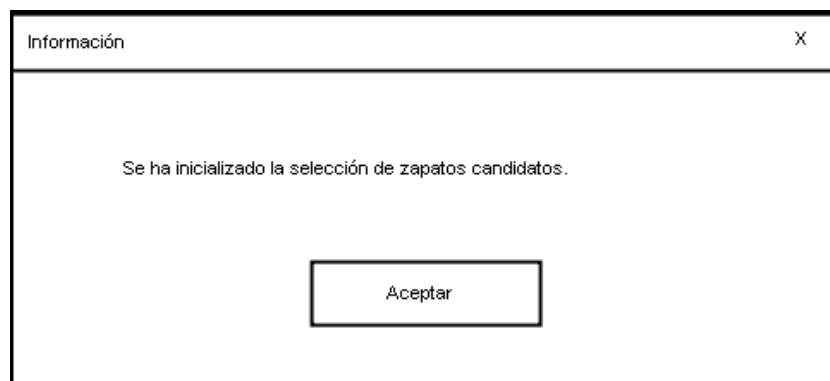 Información X
Se ha inicializado la selección de zapatos candidatos.
Aceptar